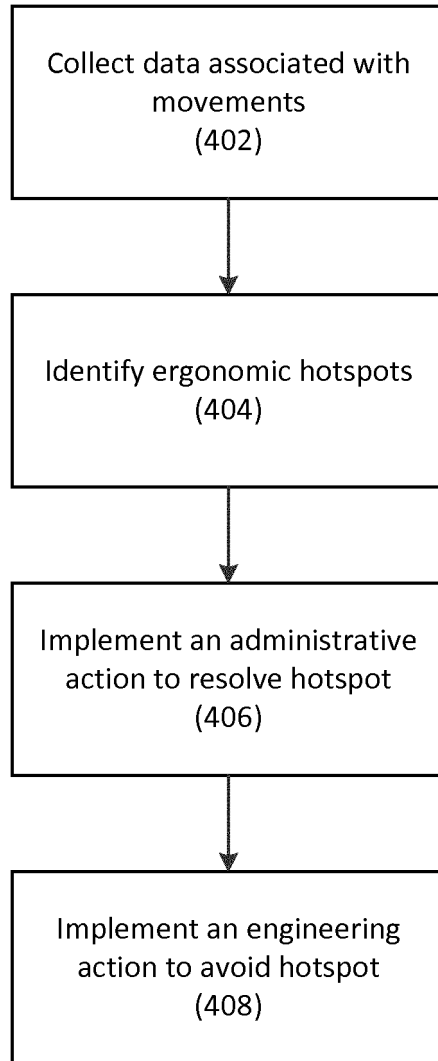 Collect data associated with
movements
(402)
Identify ergonomic hotspots
(404)
Implement an administrative
action to resolve hotspot
(406)
Implement an engineering
action to avoid hotspot
(408)